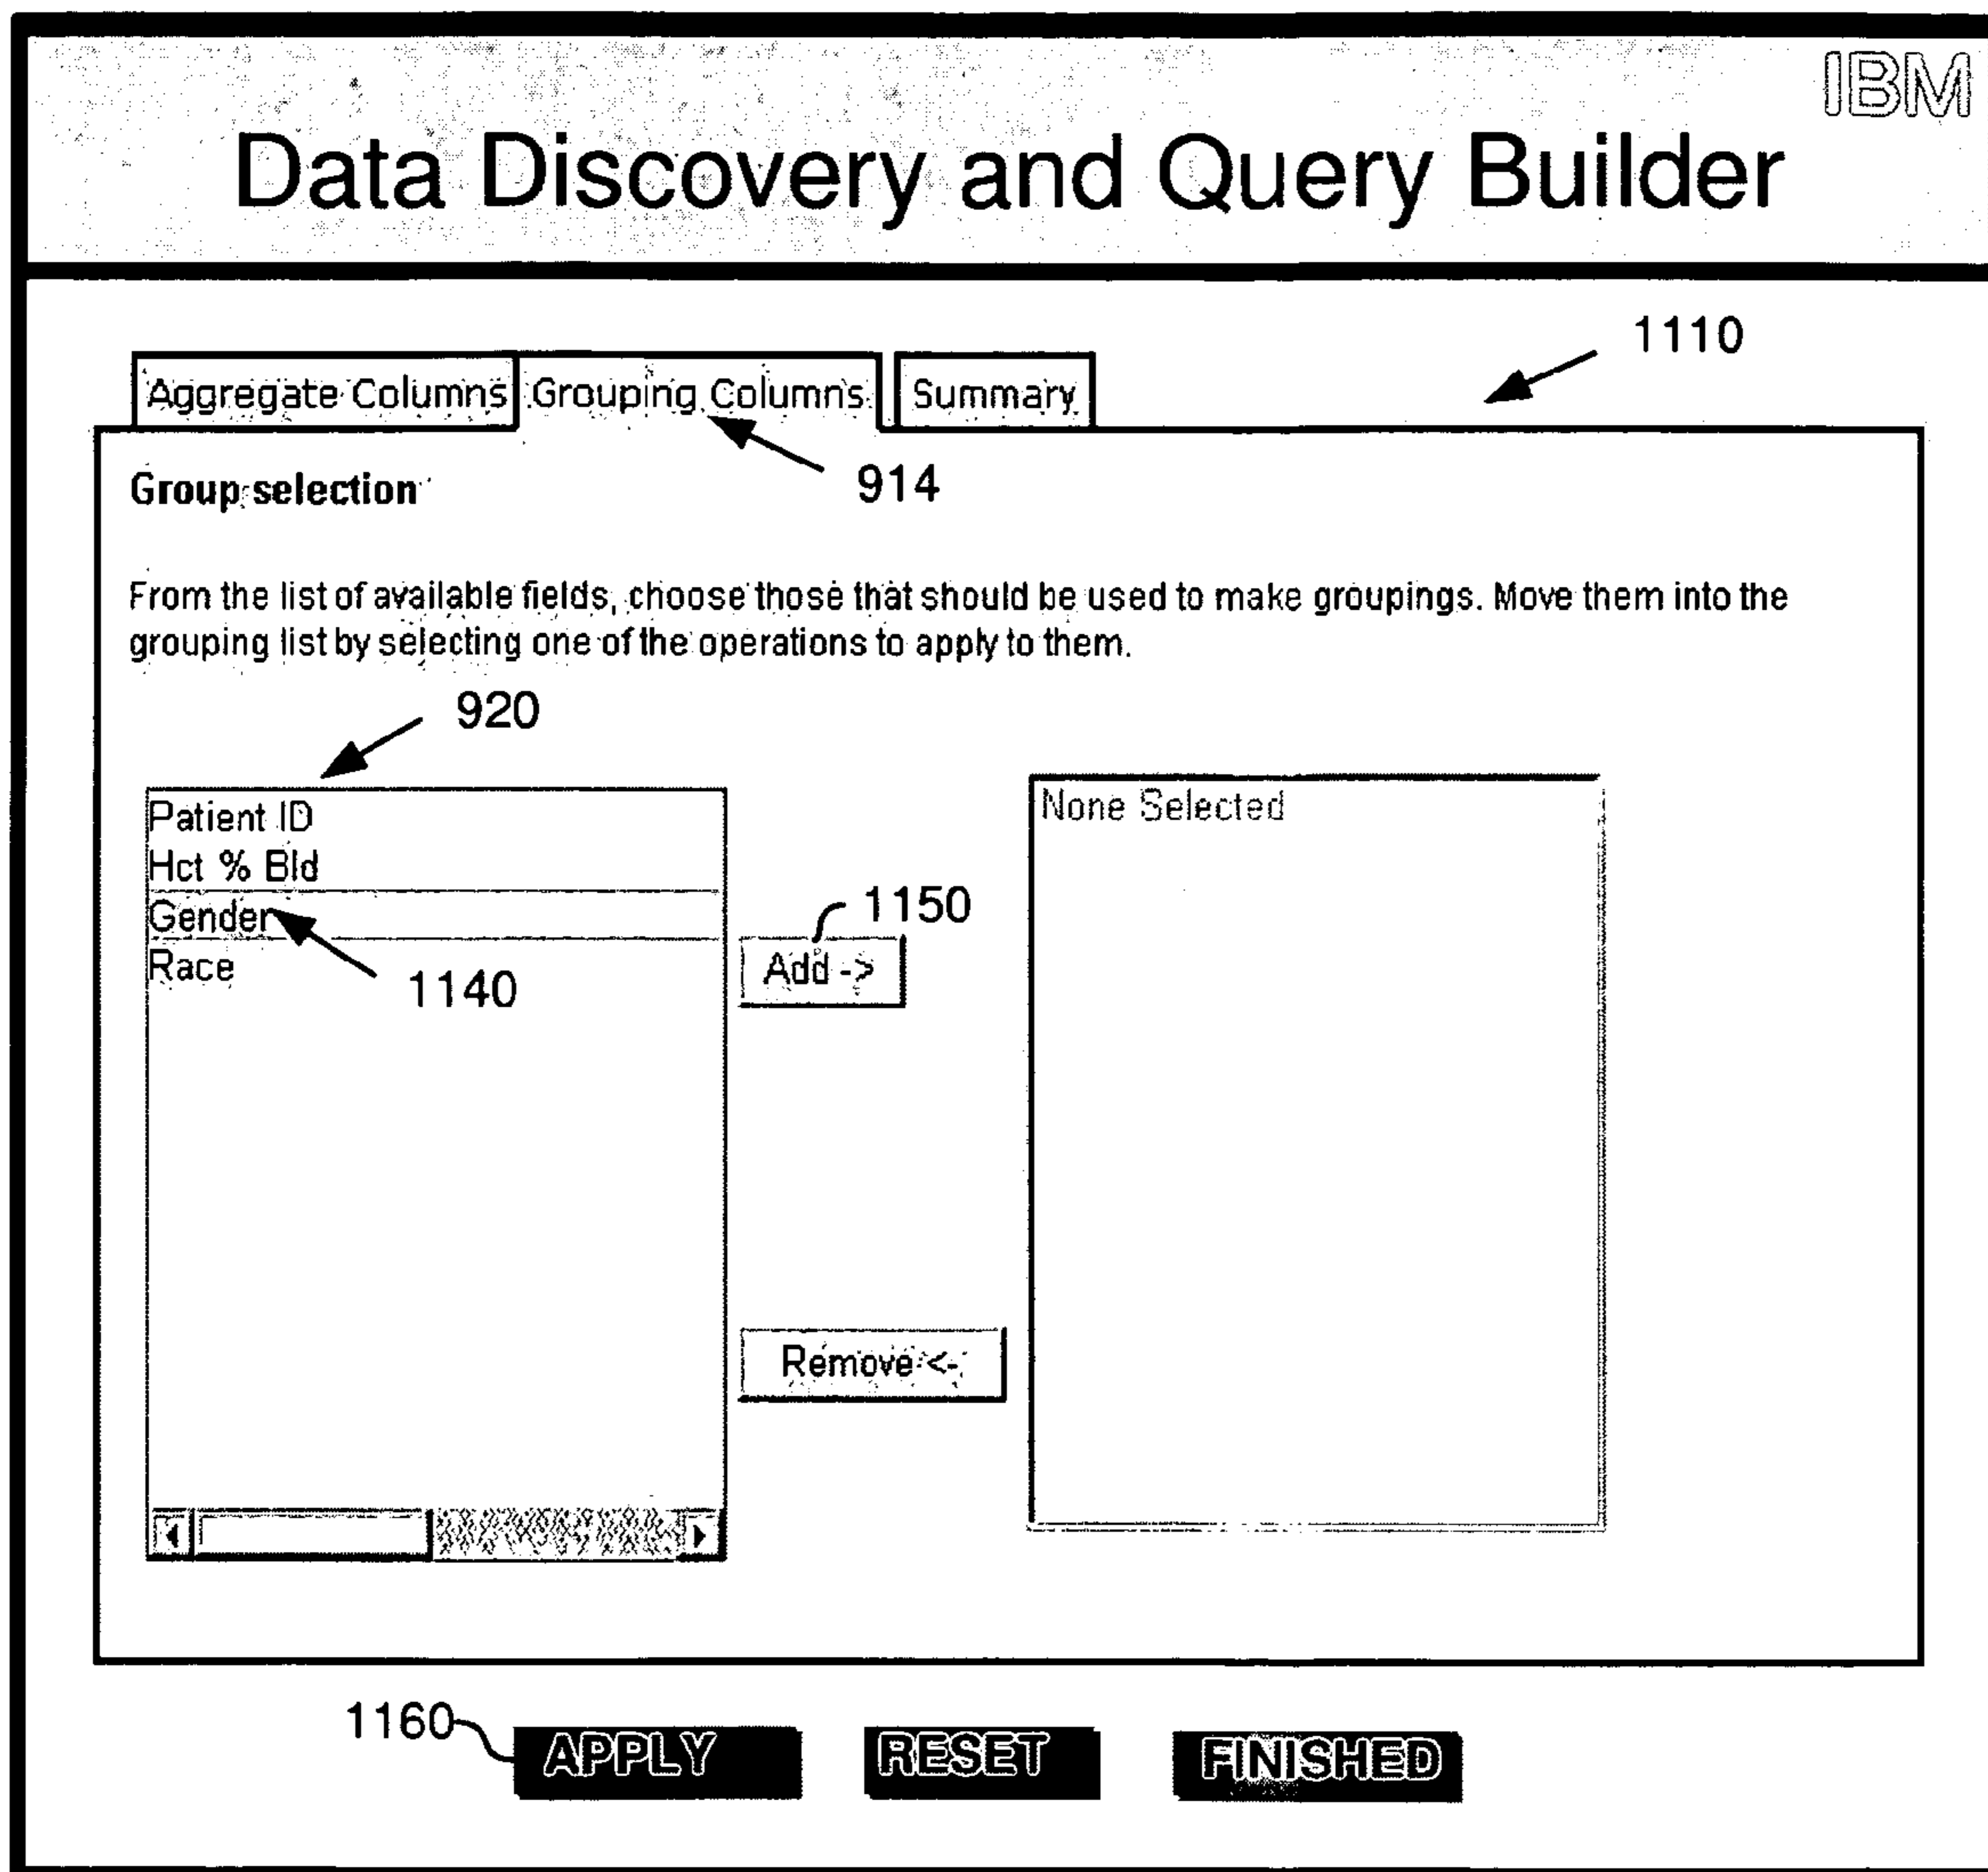 IBM
Data Discovery and Query Builder
1110
Aggregate Columns Grouping Columns Summary
914
Group selection
From the list of available fields, choose those that should be used to make groupings. Move them into the
grouping list by selecting one of the operations to apply to them.
920
Patient ID
Hct % Bld
Gender
Race
1140
1150
Add ->
Remove <-
None Selected
1160
APPLY RESET FINISHED